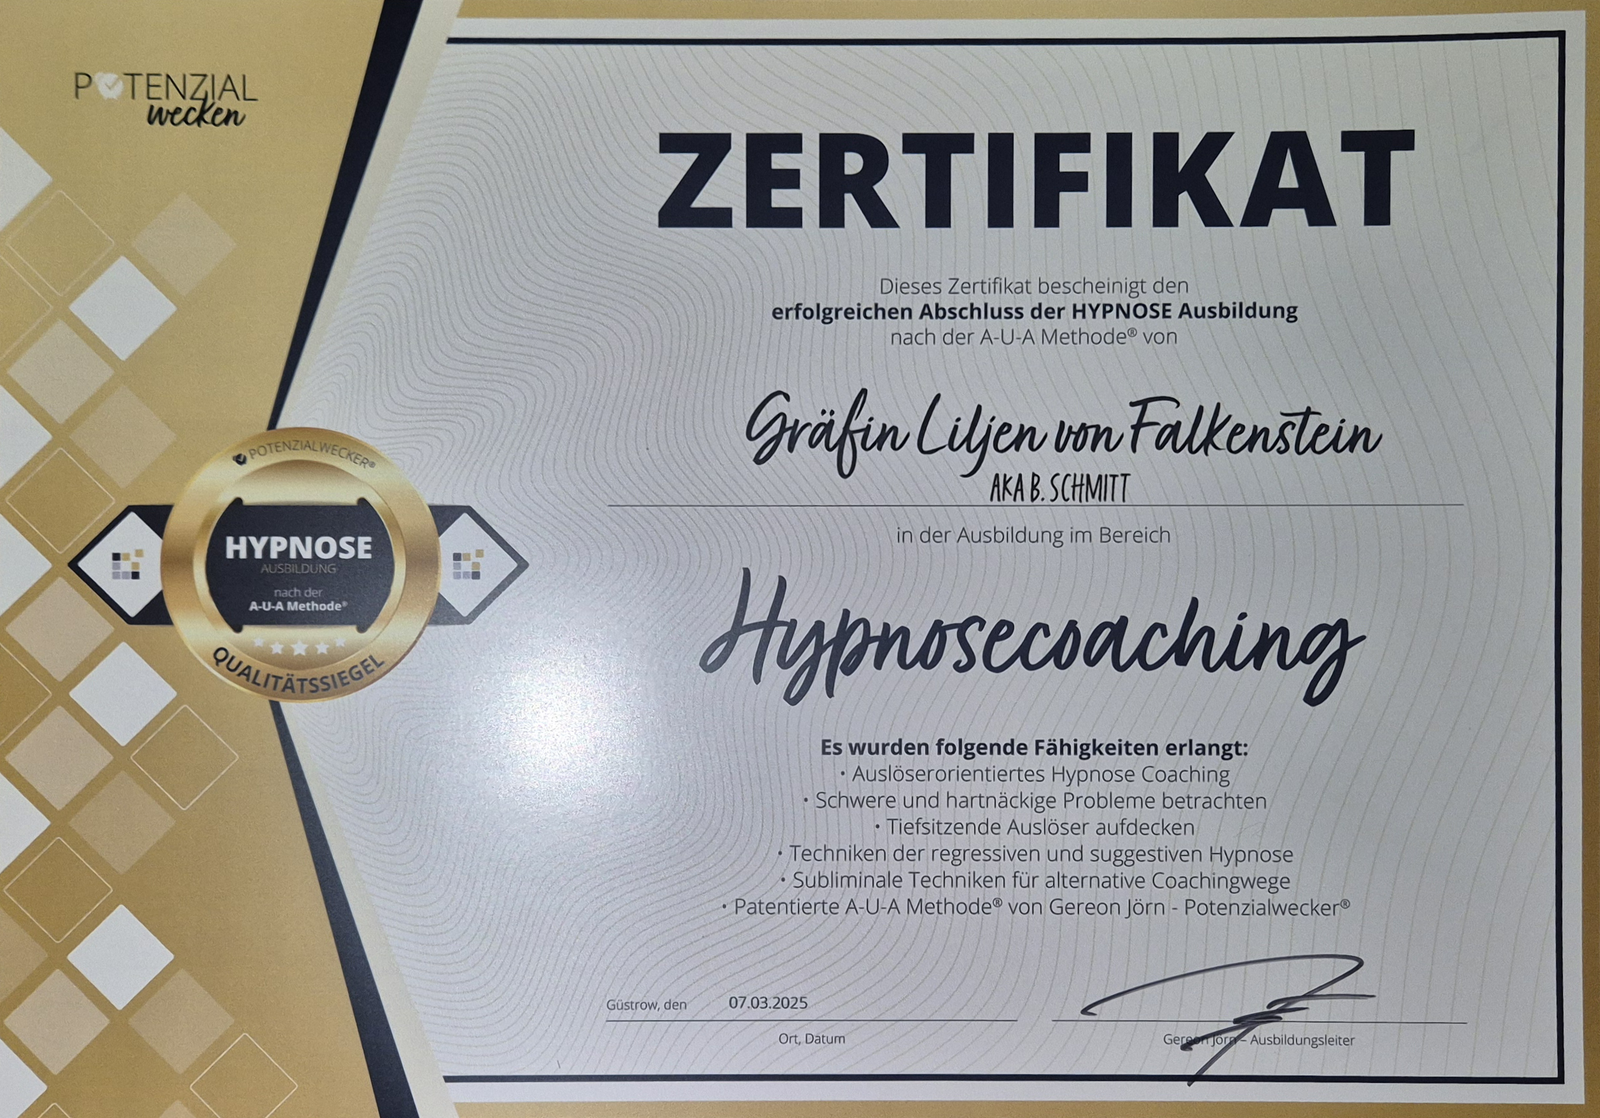 POTENZIAL
wecken
ZERTIFIKAT
Dieses Zertifikat bescheinigt den
erfolgreichen Abschluss der HYPNOSE Ausbildung
nach der A-U-A Methode® von
Gräfin Liljen von Falkenstein
AKA B. SCHMITT
in der Ausbildung im Bereich
Hypnosecoaching
POTENZIALWECKER®
HYPNOSE
AUSBILDUNG
nach der
A-U-A Methode®
QUALITÄTSSIEGEL
Es wurden folgende Fähigkeiten erlangt:
• Auslöserorientiertes Hypnose Coaching
• Schwere und hartnäckige Probleme betrachten
• Tiefsitzende Auslöser aufdecken
• Techniken der regressiven und suggestiven Hypnose
• Subliminale Techniken für alternative Coachingwege
• Patentierte A-U-A Methode® von Gereon Jörn - Potenzialwecker®
Güstrow, den 07.03.2025
Ort, Datum
Gereon Jörn – Ausbildungsleiter